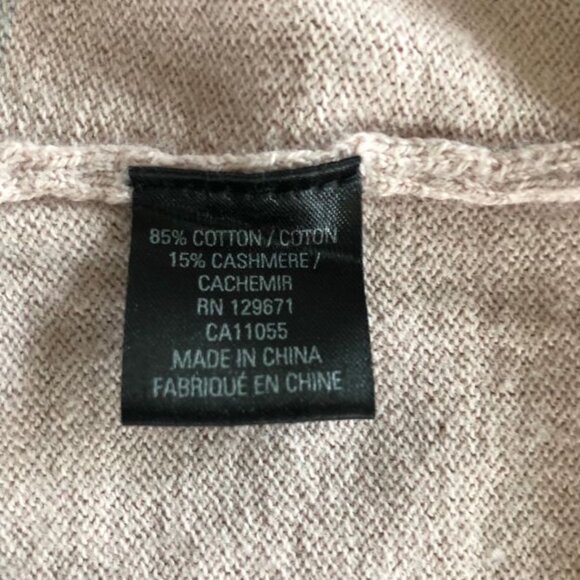 85% COTTON / COTON
15% CASHMERE /
CACHEMIR
RN 129671
CA11055
MADE IN CHINA
FABRIQUÉ EN CHINE